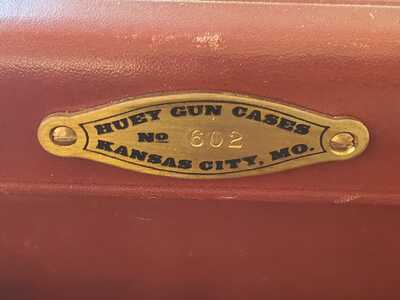 HUEY GUN CASES
No 602
KANSAS CITY, MO.